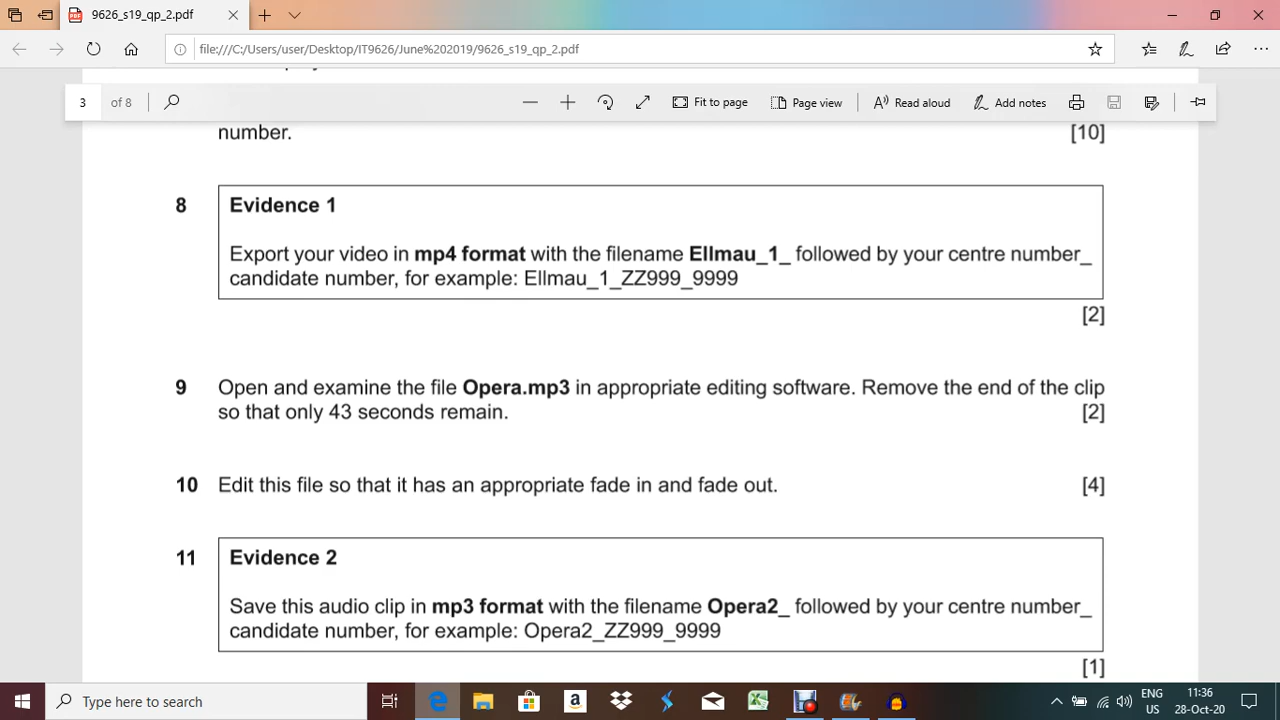 9626_s19_qp_2.pdf
file:///C:/Users/user/Desktop/IT9626/June%202019/9626_s19_qp_2.pdf
3 of 8
Fit to page
Page view
Read aloud
Add notes
number. [10]
8 Evidence 1
Export your video in mp4 format with the filename Ellmau_1_ followed by your centre number_
candidate number, for example: Ellmau_1_ZZ999_9999
[2]
9 Open and examine the file Opera.mp3 in appropriate editing software. Remove the end of the clip
so that only 43 seconds remain. [2]
10 Edit this file so that it has an appropriate fade in and fade out. [4]
11 Evidence 2
Save this audio clip in mp3 format with the filename Opera2_ followed by your centre number_
candidate number, for example: Opera2_ZZ999_9999
[1]
Type here to search
ENG
US
11:36
28-Oct-20